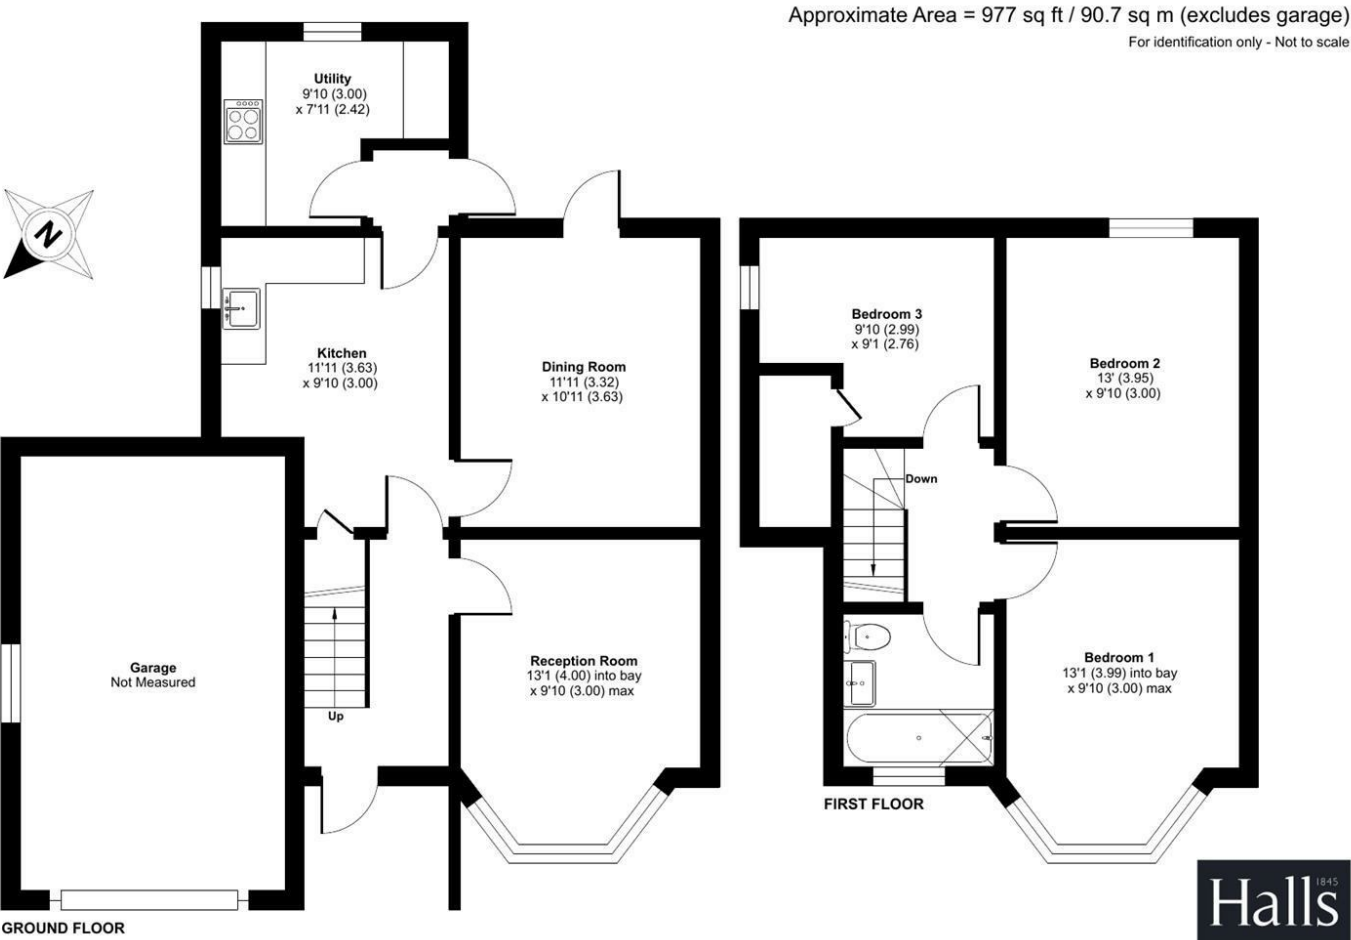 Approximate Area = 977 sq ft / 90.7 sq m (excludes garage)
For identification only - Not to scale
Utility
9'10 (3.00)
x 7'11 (2.42)
N
Kitchen
11'11 (3.63)
x 9'10 (3.00)
Dining Room
11'11 (3.32)
x 10'11 (3.63)
Reception Room
13'1 (4.00) into bay
x 9'10 (3.00) max
Garage
Not Measured
Up
GROUND FLOOR
Bedroom 3
9'10 (2.99)
x 9'1 (2.76)
Bedroom 2
13' (3.95)
x 9'10 (3.00)
Down
Bedroom 1
13'1 (3.99) into bay
x 9'10 (3.00) max
FIRST FLOOR
1845
Halls